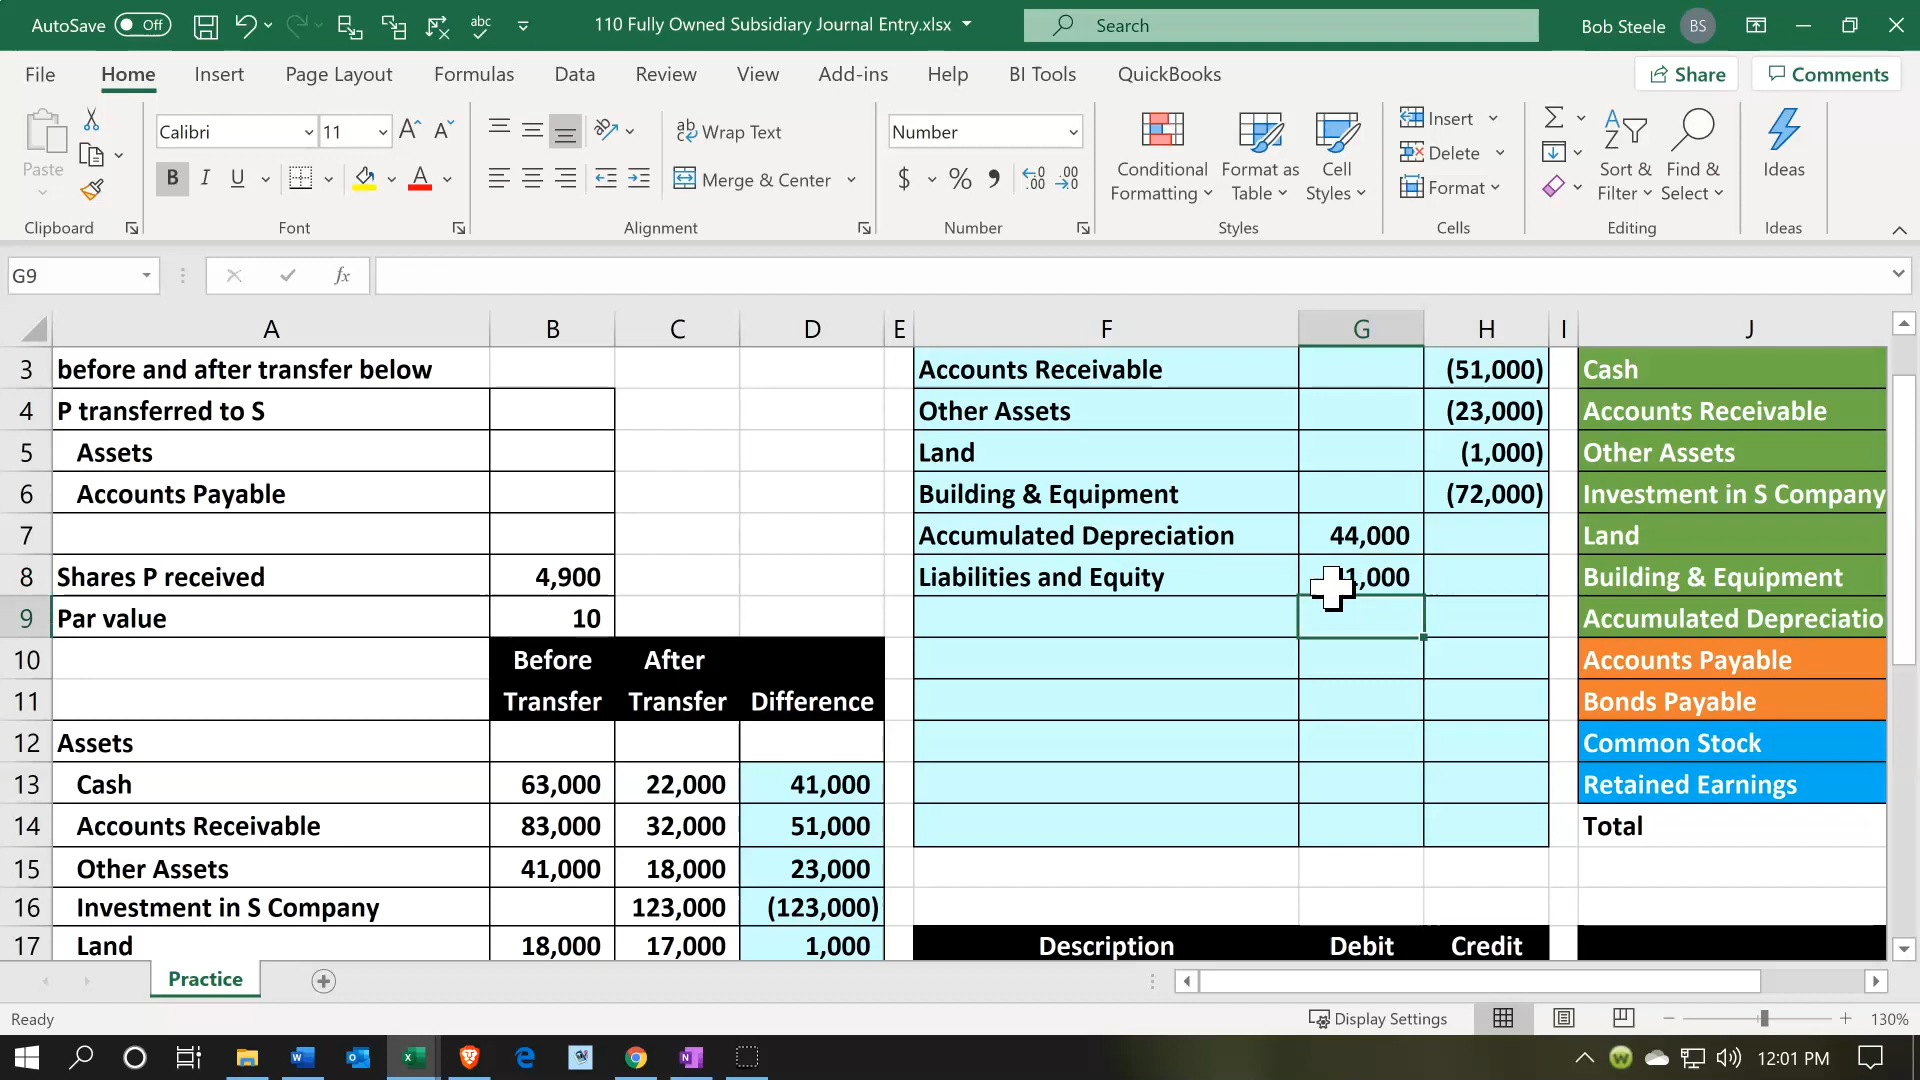 AutoSave Off 110 Fully Owned Subsidiary Journal Entry.xlsx Search Bob Steele BS
File Home Insert Page Layout Formulas Data Review View Add-ins Help BI Tools QuickBooks Share Comments
Paste Calibri 11 Wrap Text Number Conditional Formatting Format as Table Cell Styles Insert Sort & Filter Find & Select Ideas
B I U Merge & Center $ % Delete
Format
Clipboard Font Alignment Number Styles Cells Editing Ideas
G9 fx
A B C D E F G H I J
3 before and after transfer below Accounts Receivable (51,000) Cash
4 P transferred to S Other Assets (23,000) Accounts Receivable
5 Assets Land (1,000) Other Assets
6 Accounts Payable Building & Equipment (72,000) Investment in S Company
7 Accumulated Depreciation 44,000 Land
8 Shares P received 4,900 Liabilities and Equity 1,000 Building & Equipment
9 Par value 10 Accumulated Depreciatio
10 Before After Accounts Payable
11 Transfer Transfer Difference Bonds Payable
12 Assets Common Stock
13 Cash 63,000 22,000 41,000 Retained Earnings
14 Accounts Receivable 83,000 32,000 51,000 Total
15 Other Assets 41,000 18,000 23,000
16 Investment in S Company 123,000 (123,000)
17 Land 18,000 17,000 1,000 Description Debit Credit
Practice
Ready Display Settings 130%
12:01 PM